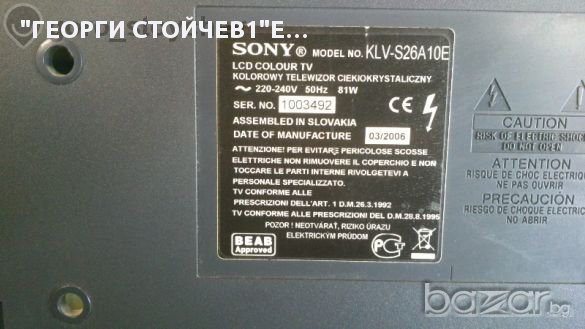 "ГЕОРГИ СТОЙЧЕВ1"Е...
SONY® MODEL NO. KLV-S26A10E
LCD COLOUR TV
KOLOROWY TELEWIZOR CIEKłOKRYSTALICZNY
~ 220-240V 50Hz 81W
SER. NO. 1003492
ASSEMBLED IN SLOVAKIA
DATE OF MANUFACTURE 03/2006
ATTENZIONE! PER EVITARE PERICOLOSE SCOSSE
ELETTRICHE NON RIMUOVERE IL COPERCHIO E NON
TOCCARE LE PARTI INTERNE RIVOLGETEVI A
PERSONALE SPECIALIZZATO.
TV CONFORME ALLE
PRESCRIZIONI DELL'ART. 1 D.M.26.3.1992
TV CONFORME ALLE PRESCRIZIONI DEL D.M.28.8.1995
POZOR ! NEOTVÁRAŤ, RIZIKO ÚRAZU
ELEKTRICKÝM PRÚDOM
BEAB
Approved
CE
CAUTION
RISK OF ELECTRIC SHOCK
DO NOT OPEN
ATTENTION
RISQUE DE CHOC ELECTRIQU
NE PAS OUVRIR
PRECAUCIÓN
RIESGO DE CHOQUE ELECTRI
NO ABRIR
bazar.bg